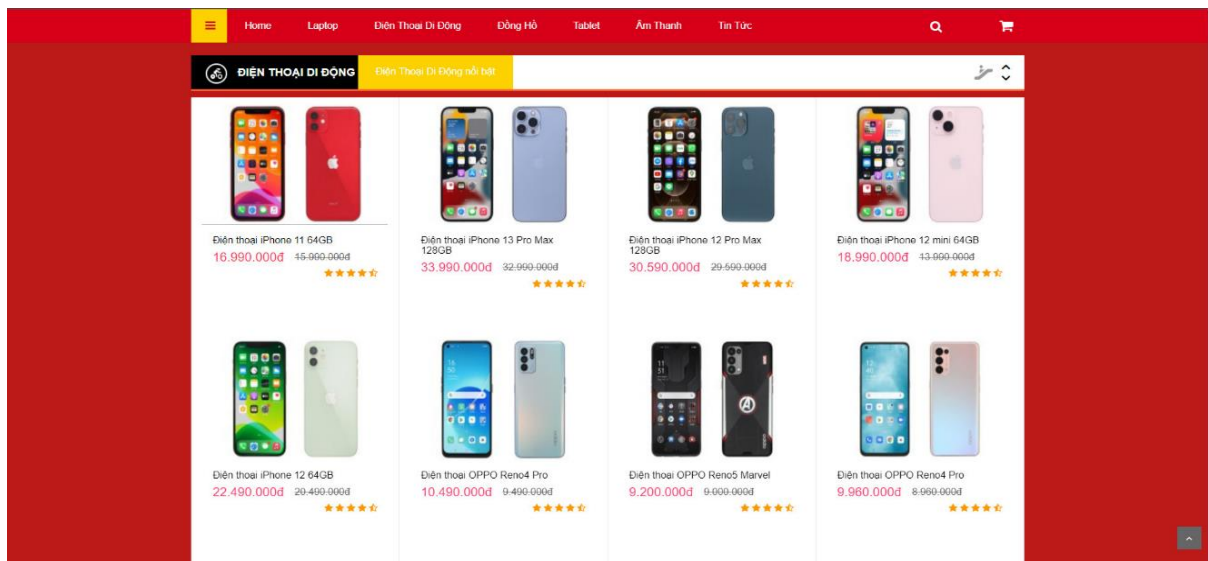 Home Laptop Điện Thoại Di Động Đồng Hồ Tablet Âm Thanh Tin Tức
ĐIỆN THOẠI DI ĐỘNG Điện Thoại Di Động nổi bật
Điện thoại iPhone 11 64GB
16.990.000đ 15.990.000đ
Điện thoại iPhone 13 Pro Max
128GB
33.990.000đ 32.990.000đ
Điện thoại iPhone 12 Pro Max
128GB
30.590.000đ 29.590.000đ
Điện thoại iPhone 12 mini 64GB
18.990.000đ 13.990.000đ
Điện thoại iPhone 12 64GB
22.490.000đ 20.490.000đ
Điện thoại OPPO Reno4 Pro
10.490.000đ 9.490.000đ
Điện thoại OPPO Reno5 Marvel
9.200.000đ 9.000.000đ
Điện thoại OPPO Reno4 Pro
9.960.000đ 8.960.000đ